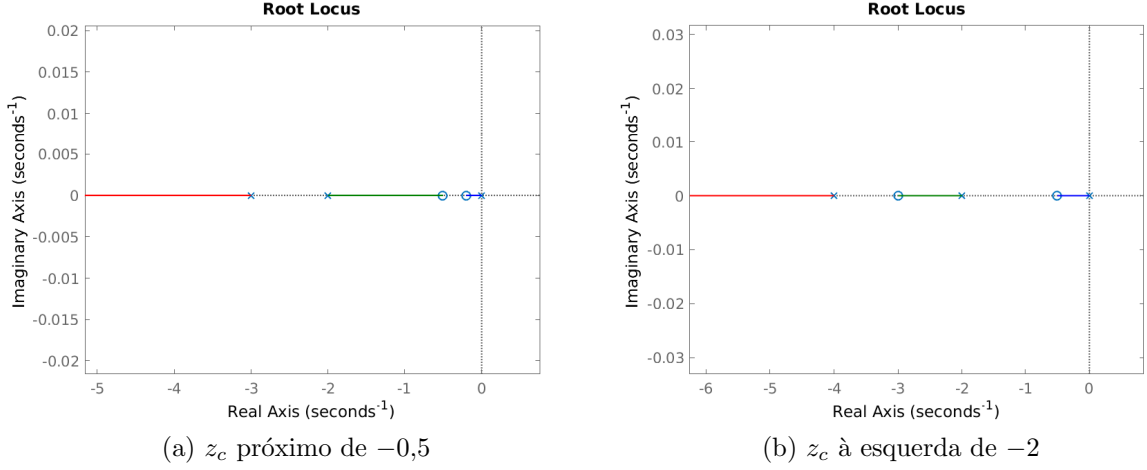 Root Locus
0.02
0.015
0.01
0.005
0
-0.005
-0.01
-0.015
-0.02
Imaginary Axis (seconds⁻¹)
-5 -4 -3 -2 -1 0
Real Axis (seconds⁻¹)
(a) z_c próximo de −0,5
Root Locus
0.03
0.02
0.01
0
-0.01
-0.02
-0.03
Imaginary Axis (seconds⁻¹)
-6 -5 -4 -3 -2 -1 0
Real Axis (seconds⁻¹)
(b) z_c à esquerda de −2